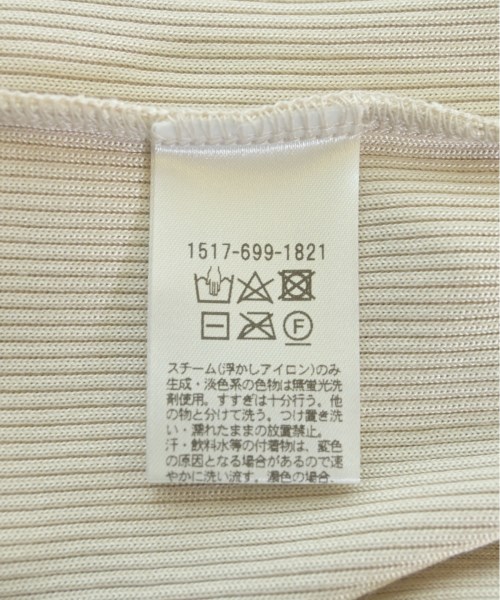 1517-699-1821
F
スチーム(浮かしアイロン)のみ
生成・淡色系の色物は無蛍光洗
剤使用。すすぎは十分行う。他
の物と分けて洗う。つけ置き洗
い・濡れたままの放置禁止。
汗・飲料水等の付着物は、変色
の原因となる場合があるので速
やかに洗い流す。濃色の場合、